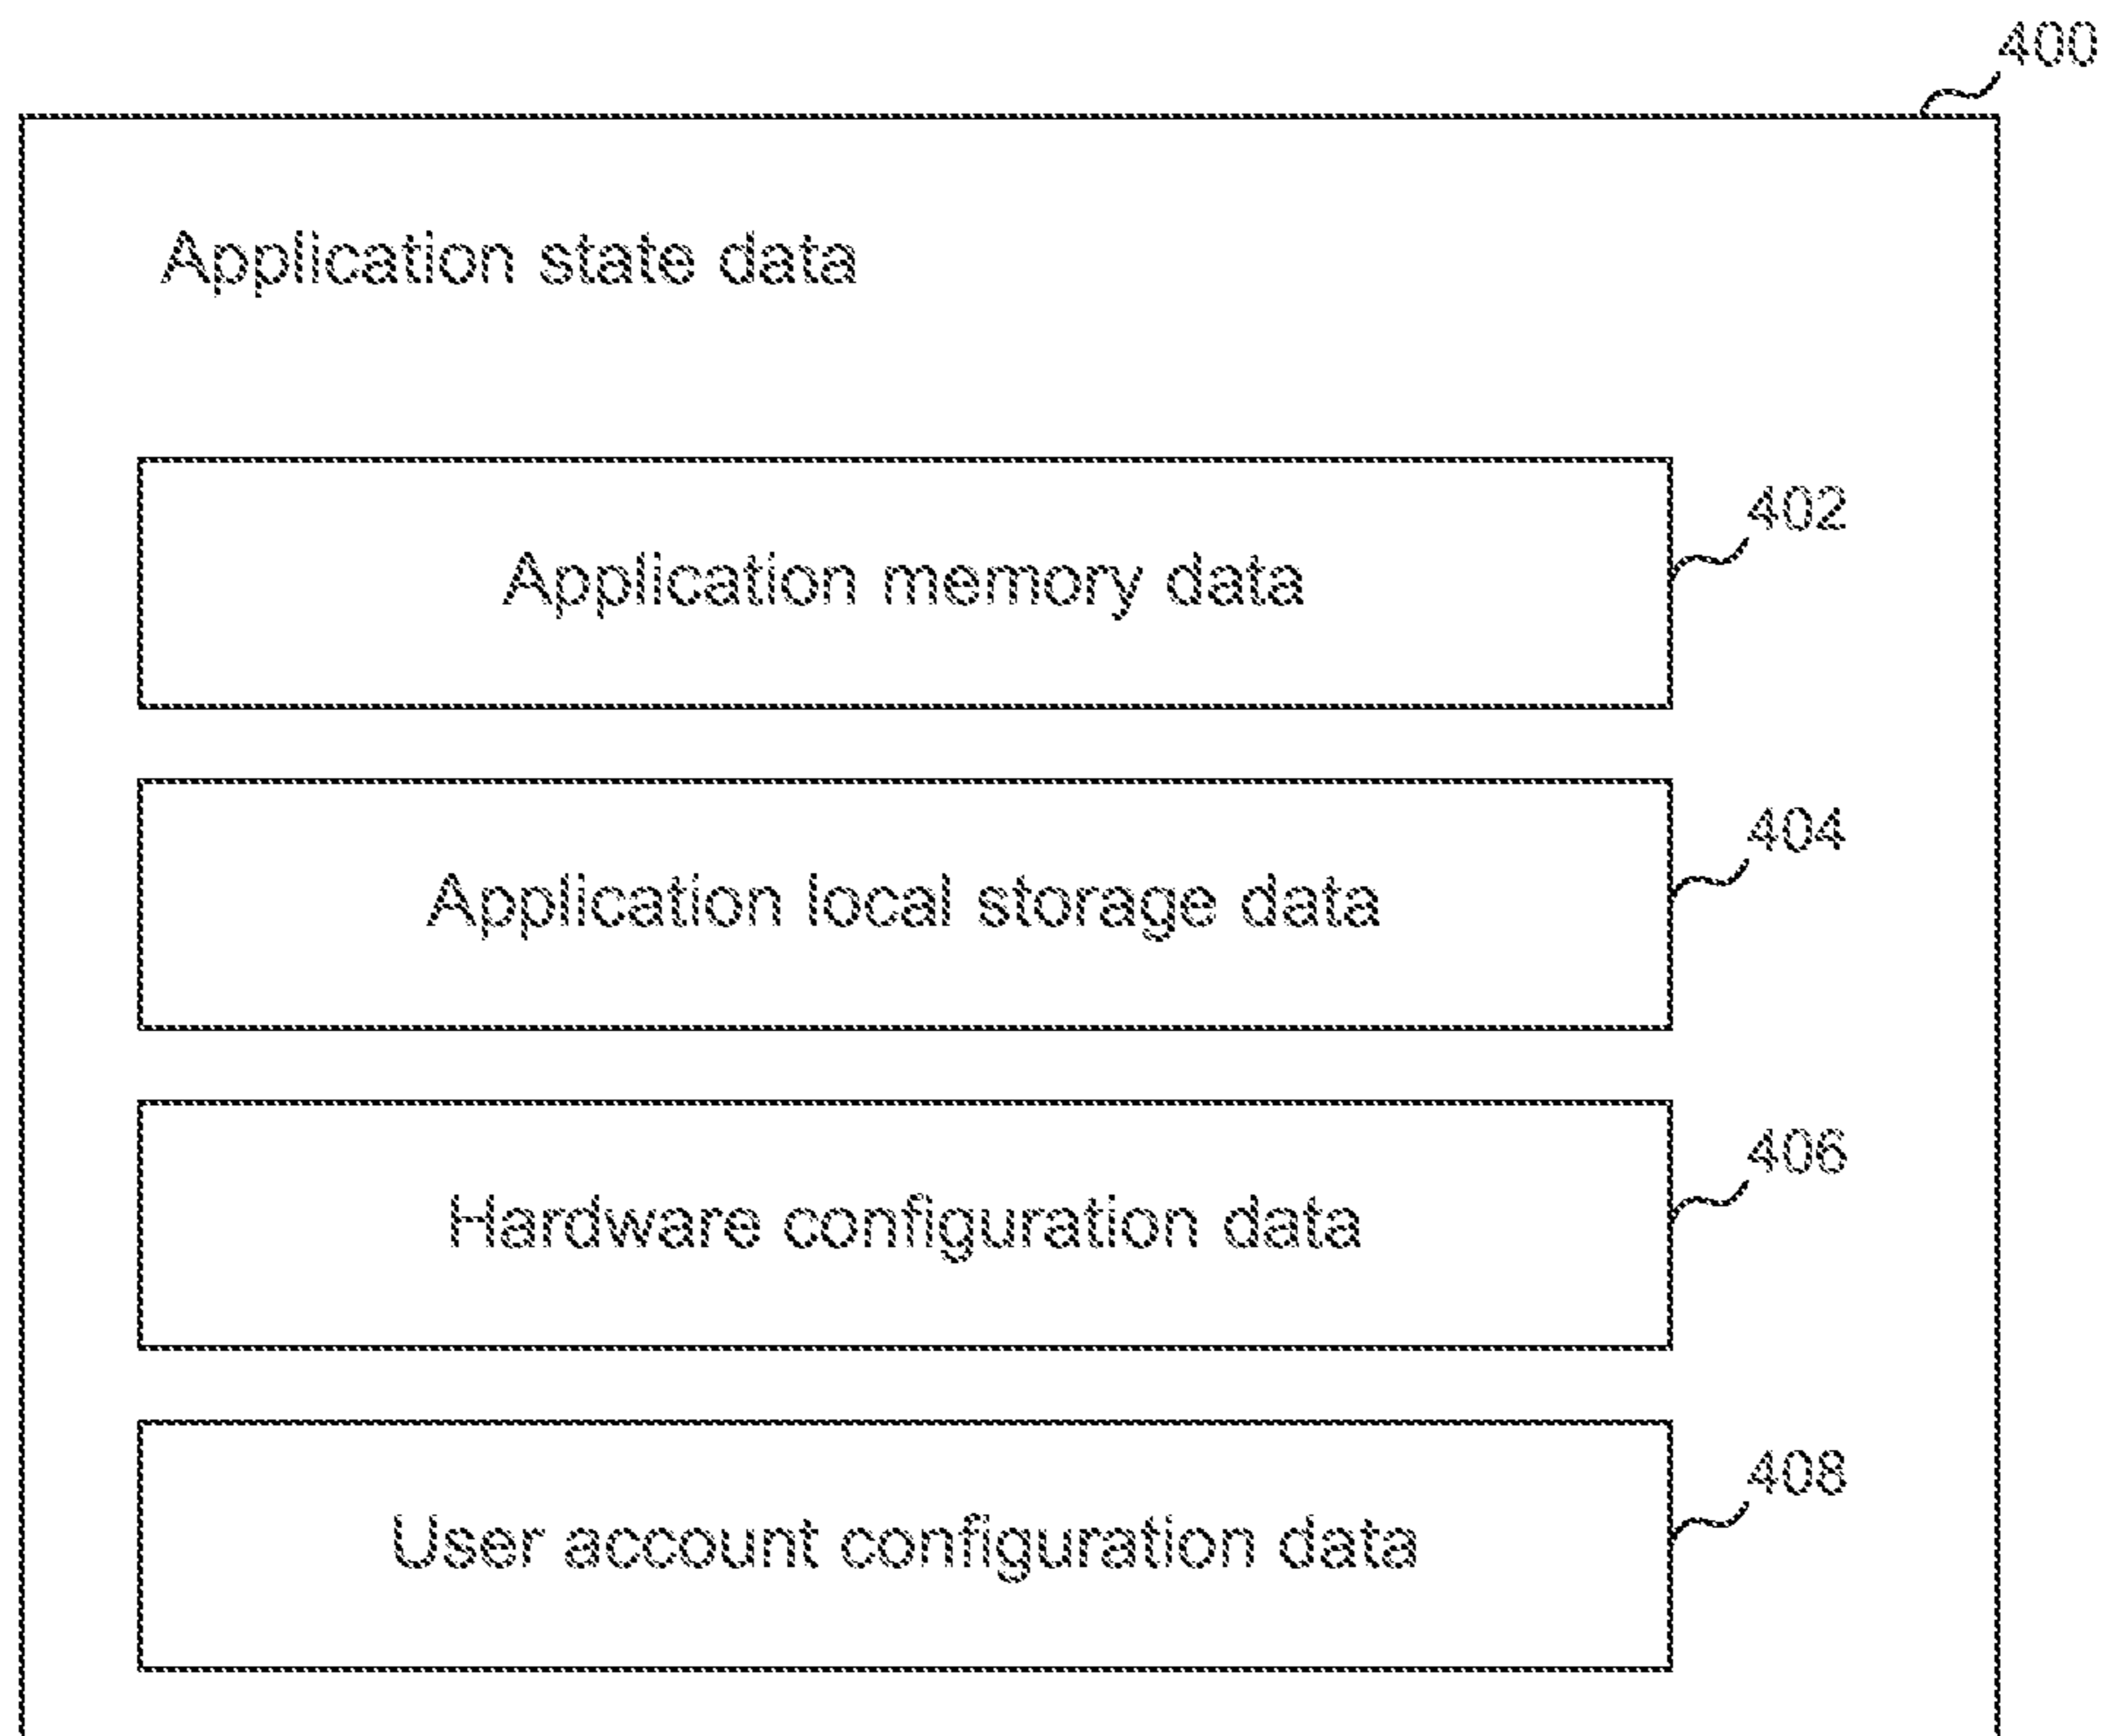 400
Application state data
402
Application memory data
404
Application local storage data
406
Hardware configuration data
408
User account configuration data